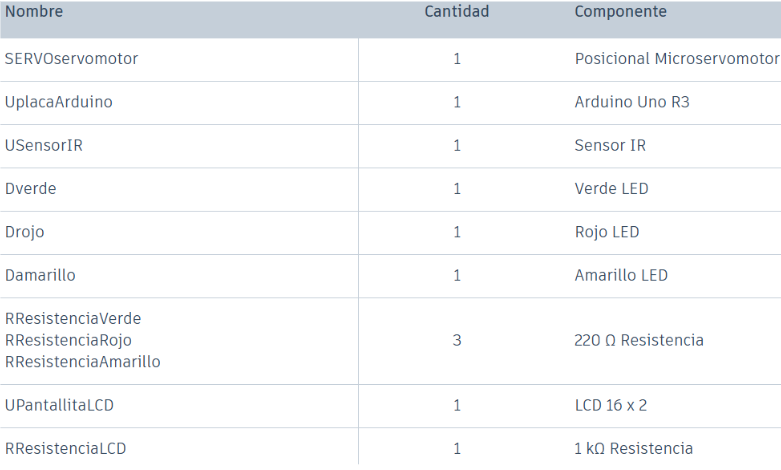 Nombre Cantidad Componente
SERVOservomotor 1 Posicional Microservomotor
UplacaArduino 1 Arduino Uno R3
USensorIR 1 Sensor IR
Dverde 1 Verde LED
Drojo 1 Rojo LED
Damarillo 1 Amarillo LED
RResistenciaVerde
RResistenciaRojo 3 220 Ω Resistencia
RResistenciaAmarillo
UPantallitaLCD 1 LCD 16 x 2
RResistenciaLCD 1 1 kΩ Resistencia